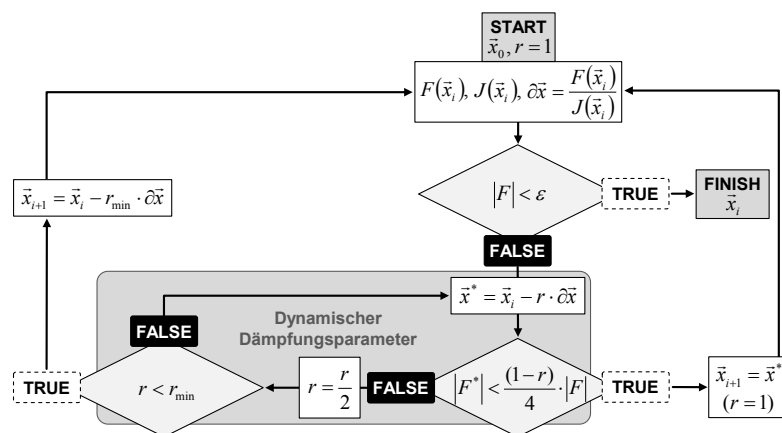 START
x⃗₀, r = 1
F(x⃗ᵢ), J(x⃗ᵢ), ∂x⃗ = F(x⃗ᵢ) / J(x⃗ᵢ)
|F| < ε
TRUE
FINISH
x⃗ᵢ
x⃗ᵢ₊₁ = x⃗ᵢ − r_min · ∂x⃗
FALSE
x⃗* = x⃗ᵢ − r · ∂x⃗
Dynamischer
Dämpfungsparameter
FALSE
TRUE
r < r_min
r = r/2
FALSE
|F*| < (1−r)/4 · |F|
TRUE
x⃗ᵢ₊₁ = x⃗*
(r = 1)